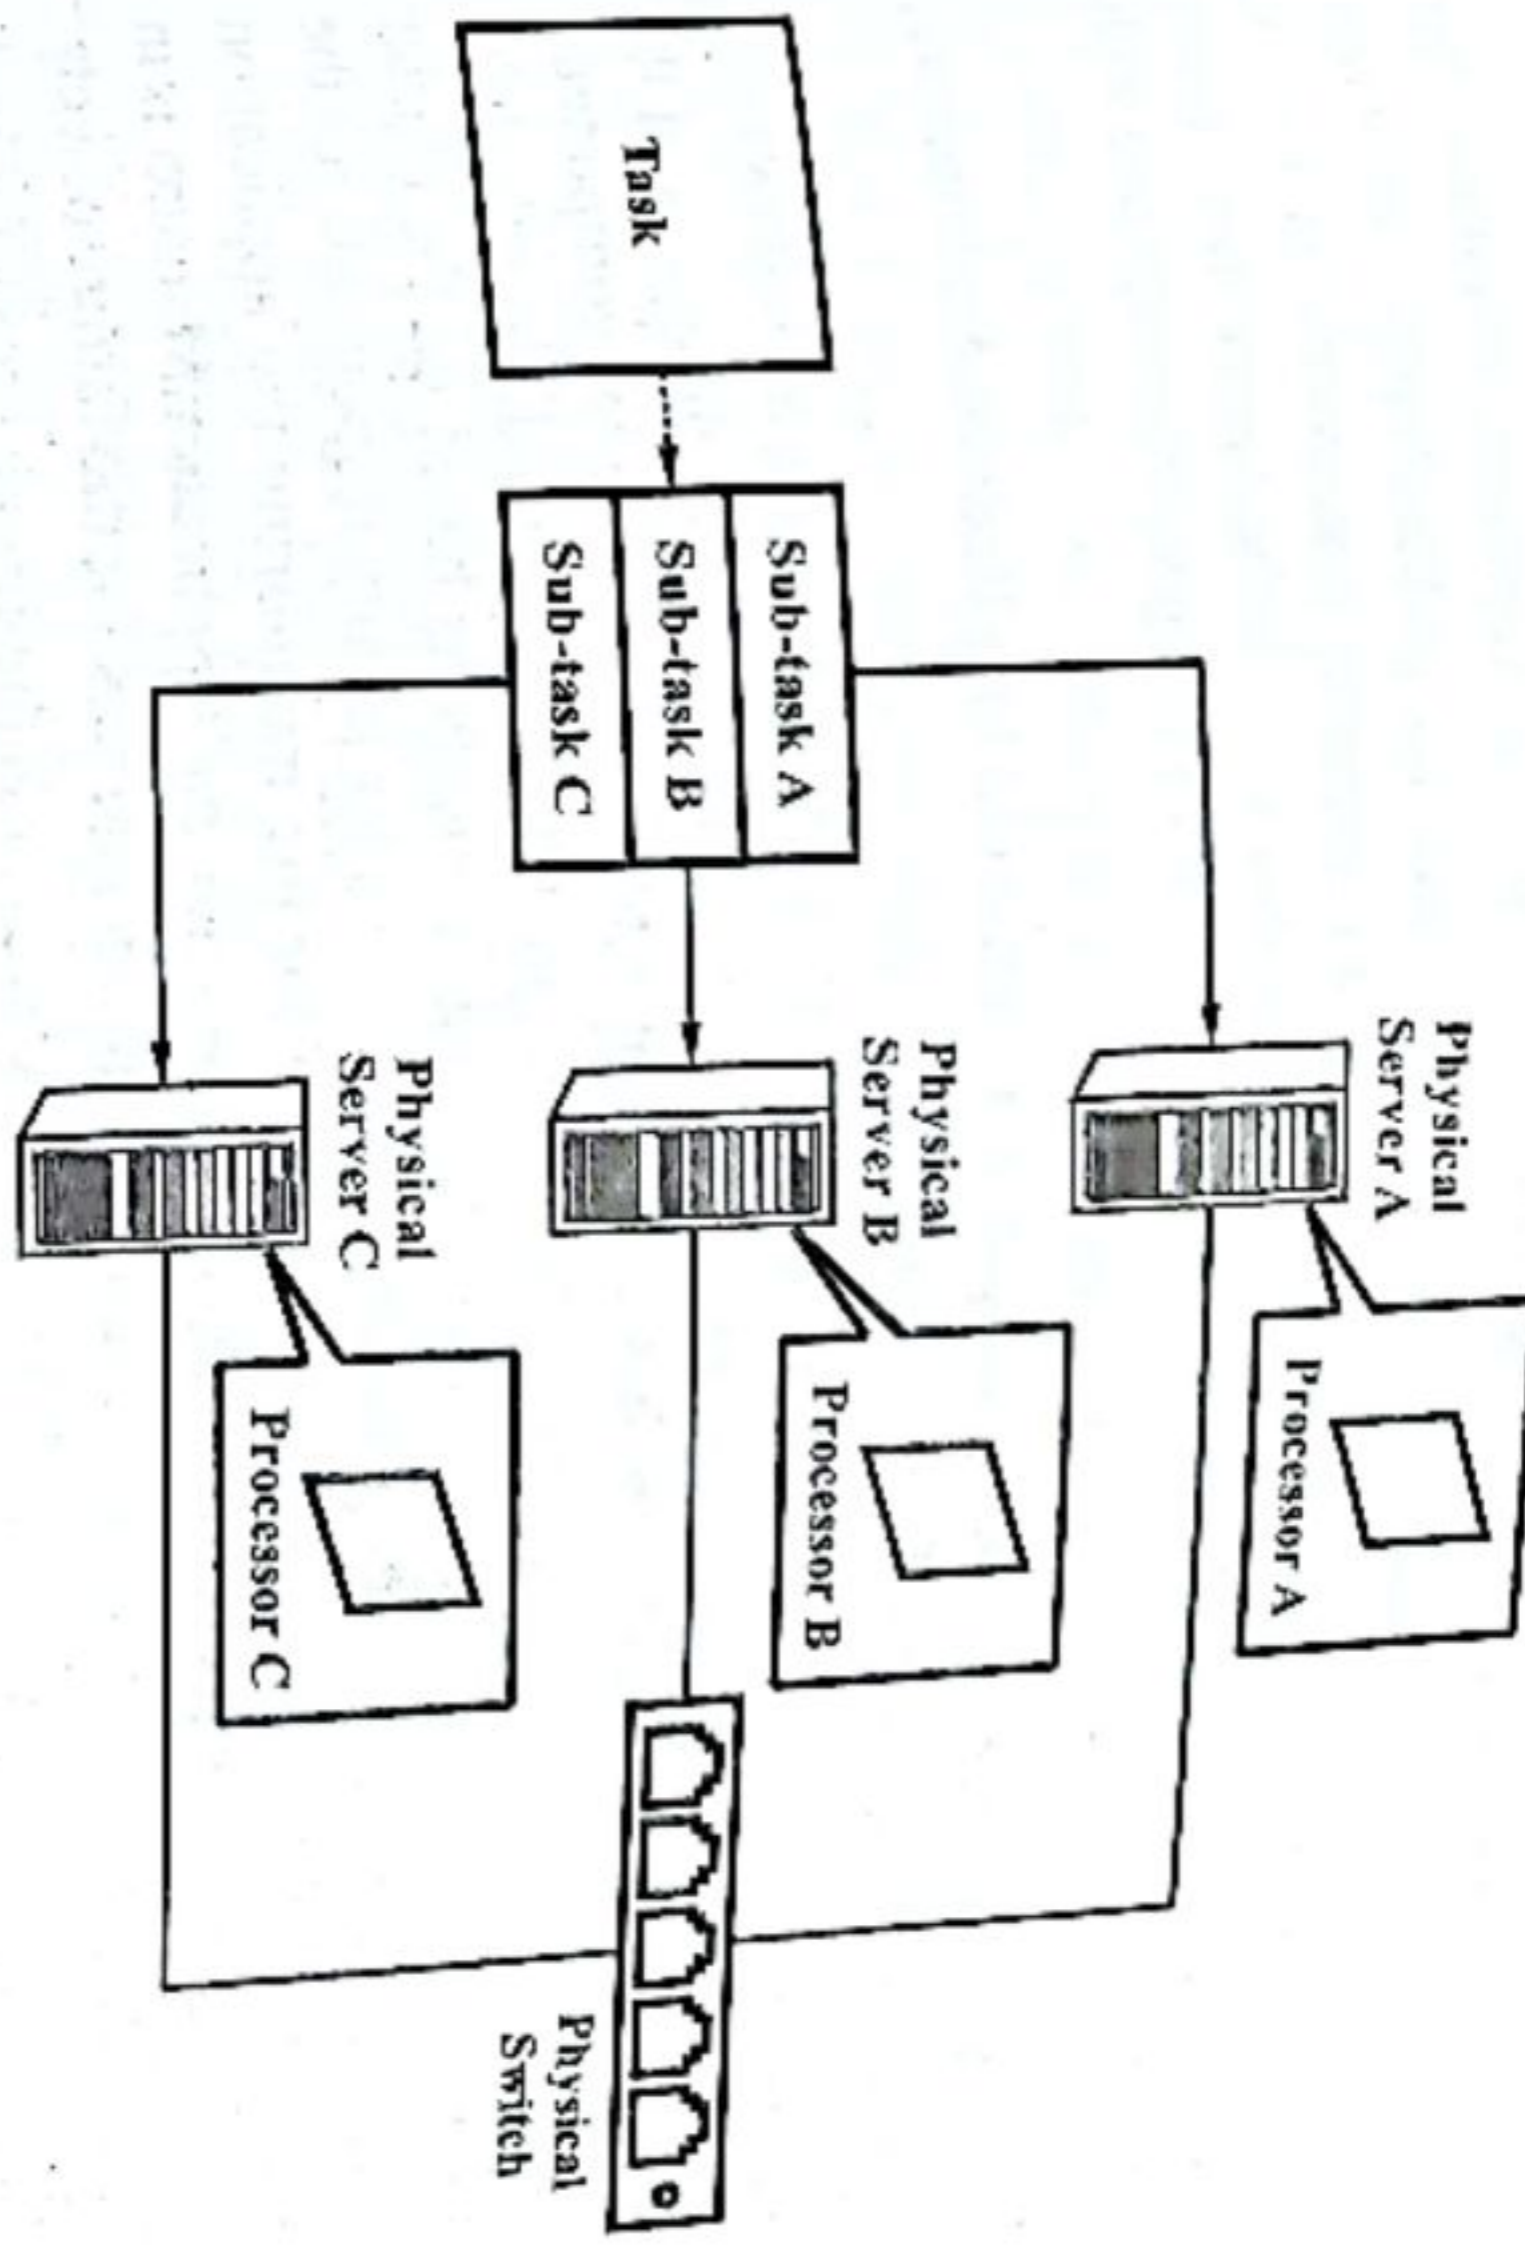 Task
Sub-task A
Sub-task B
Sub-task C
Physical
Server A
Physical
Server B
Physical
Server C
Processor A
Processor B
Processor C
Physical
Switch